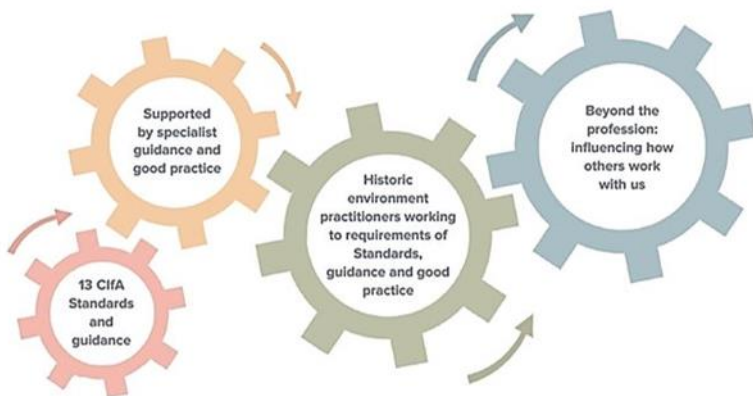 Supported
by specialist
guidance and
good practice
13 CIfA
Standards
and
guidance
Historic
environment
practitioners working
to requirements of
Standards,
guidance and good
practice
Beyond the
profession:
influencing how
others work
with us